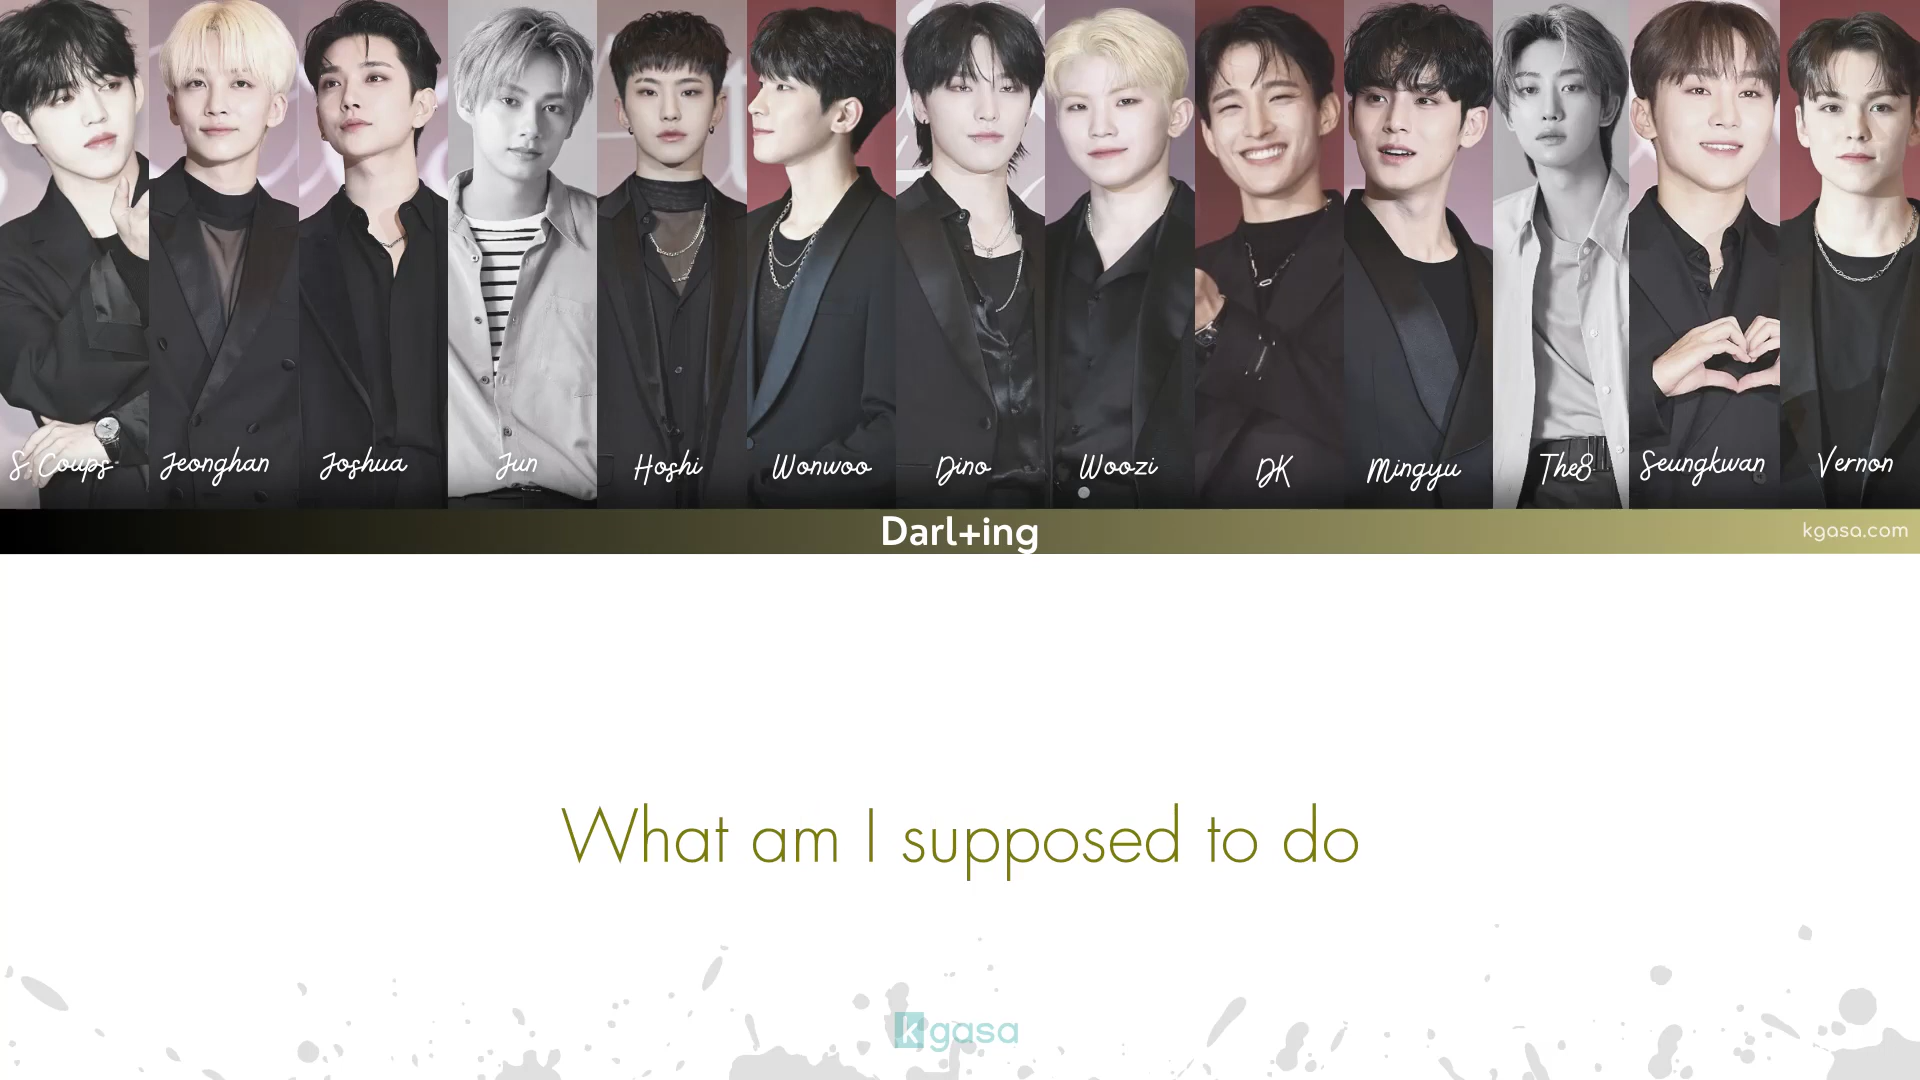 S. Coups
Jeonghan
Joshua
Jun
Hoshi
Wonwoo
Dino
Woozi
DK
Mingyu
The8
Seungkwan
Vernon
Darl+ing
kgasa.com
What am I supposed to do
kgasa